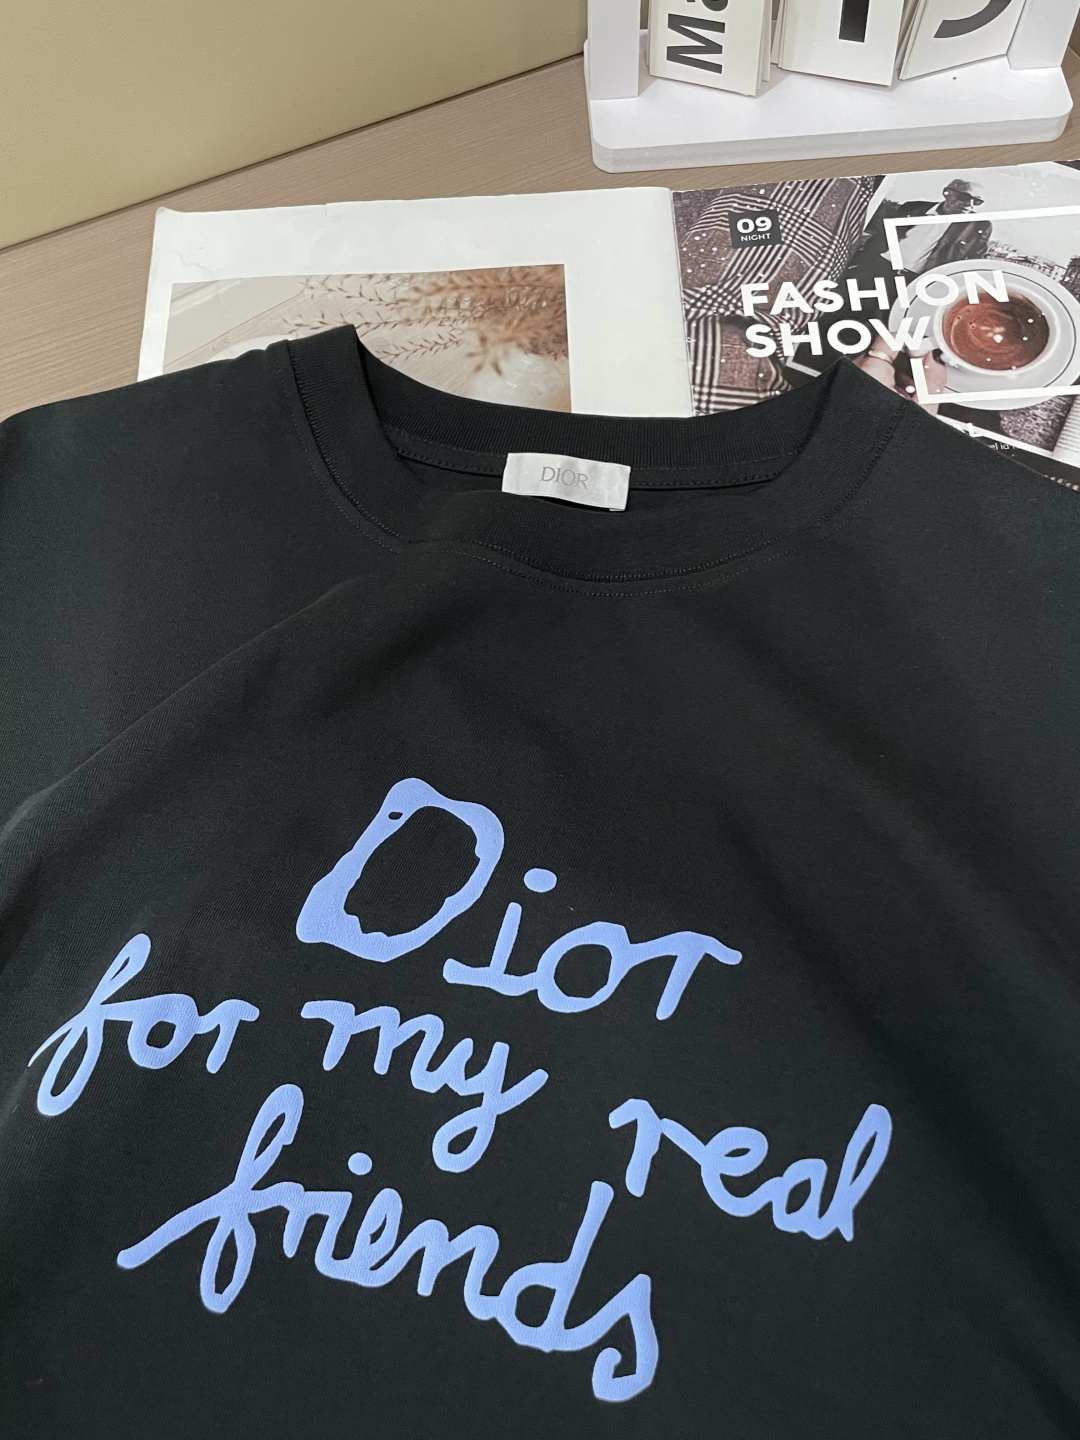 09
NIGHT
FASHION
SHOW
DIOR
Dior
for my real
friends